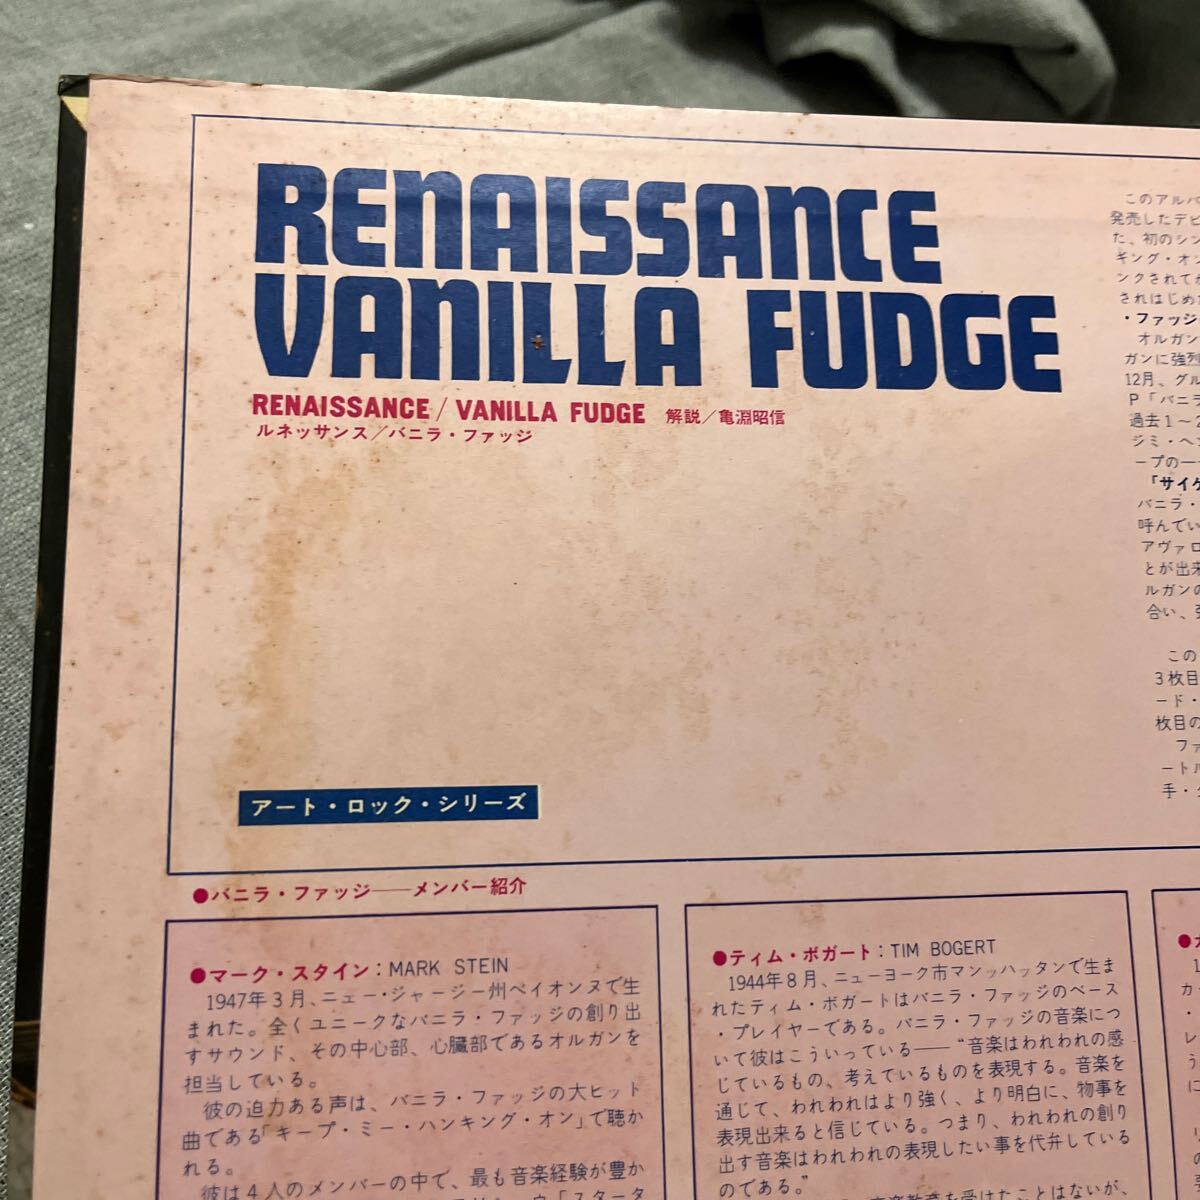 RENAISSANCE
VANILLA FUDGE
RENAISSANCE / VANILLA FUDGE 解説／亀淵昭信
ルネッサンス／バニラ・ファッジ
アート・ロック・シリーズ
このアルバ
発売したデビ
た、初のシン
キング・オン
ンクされてか
されはじめ
・ファッジ
オルガン
ガンに強烈
12月、グル
P「バニラ
過去1～2
ジミ・ヘン
ープの一
「サイケ
バニラ・
呼んでい
アヴァロ
とが出来
ルガンの
合い、強
この
3枚目
ード・
枚目の
ファ
ートル
手・
●バニラ・ファッジ――メンバー紹介
●マーク・スタイン：MARK STEIN
1947年3月、ニュー・ジャージー州ベイオンヌで生
まれた。全くユニークなバニラ・ファッジの創り出
すサウンド、その中心部、心臓部であるオルガンを
担当している。
彼の迫力ある声は、バニラ・ファッジの大ヒット
曲である「キープ・ミー・ハンキング・オン」で聴か
れる。
彼は4人のメンバーの中で、最も音楽経験が豊か
●ティム・ボガート：TIM BOGERT
1944年8月、ニューヨーク市マンッハッタンで生ま
れたティム・ボガートはバニラ・ファッジのベース
・プレイヤーである。バニラ・ファッジの音楽につ
いて彼はこういっている――“音楽はわれわれの感
じているもの、考えているものを表現する。音楽を
通じて、われわれはより強く、より明白に、物事を
表現出来ると信じている。つまり、われわれの創り
出す音楽はわれわれの表現したい事を代弁している
のである。”